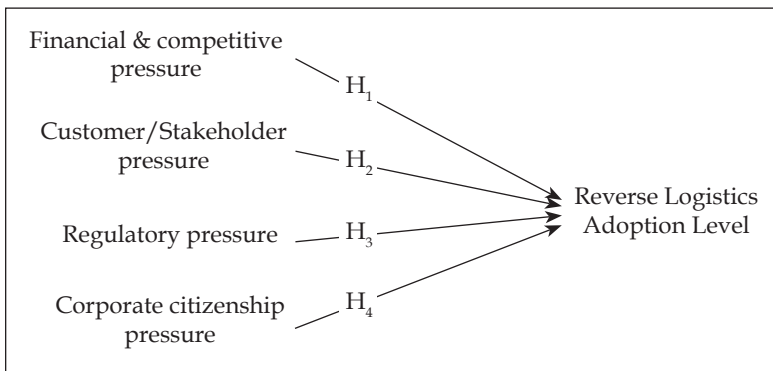 Financial & competitive
pressure
H₁
Customer/Stakeholder
pressure
H₂
Regulatory pressure
H₃
Corporate citizenship
pressure
H₄
Reverse Logistics
Adoption Level